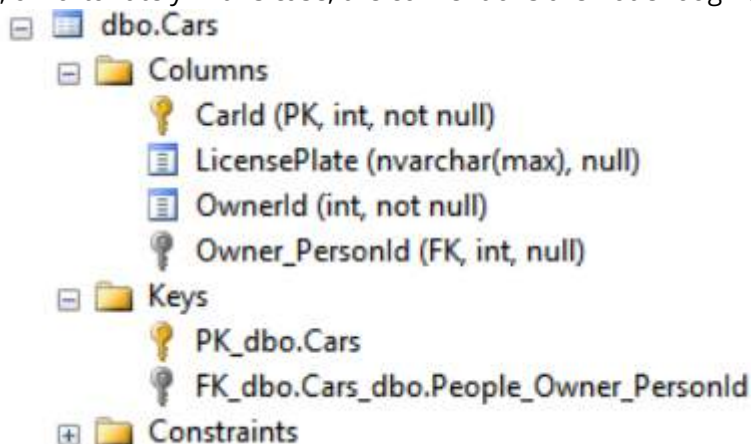 dbo.Cars
Columns
CarId (PK, int, not null)
LicensePlate (nvarchar(max), null)
OwnerId (int, not null)
Owner_PersonId (FK, int, null)
Keys
PK_dbo.Cars
FK_dbo.Cars_dbo.People_Owner_PersonId
Constraints